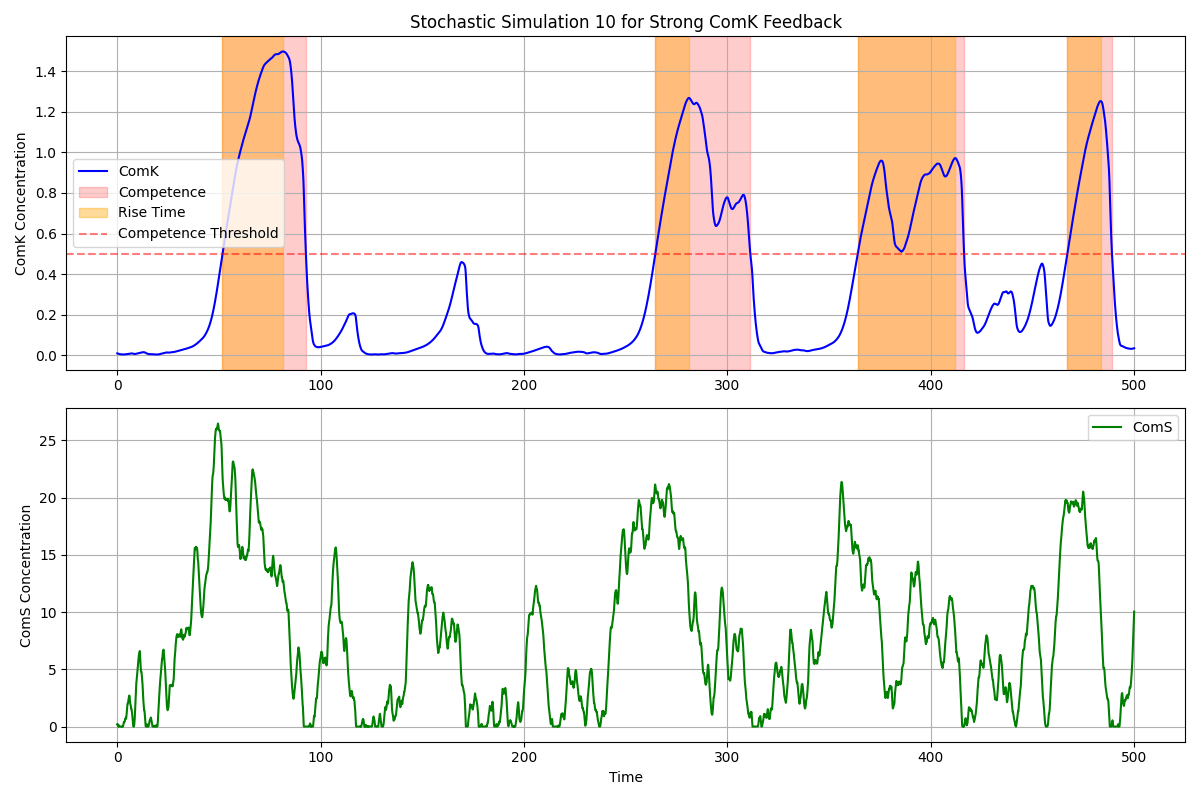 Stochastic Simulation 10 for Strong ComK Feedback
ComK Concentration
1.4
1.2
1.0
0.8
0.6
0.4
0.2
0.0
ComK
Competence
Rise Time
Competence Threshold
0 100 200 300 400 500
ComS Concentration
25
20
15
10
5
0
ComS
0 100 200 300 400 500
Time